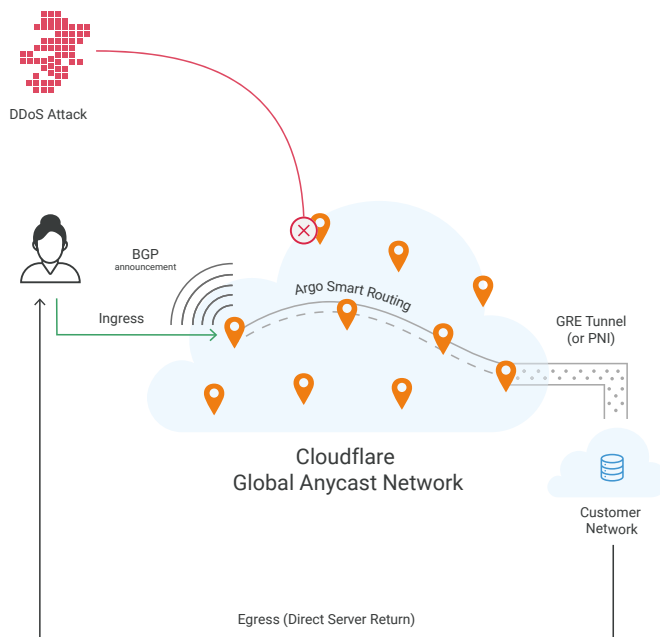 DDoS Attack
BGP
announcement
Argo Smart Routing
Ingress
GRE Tunnel
(or PNI)
Cloudflare
Global Anycast Network
Customer
Network
Egress (Direct Server Return)